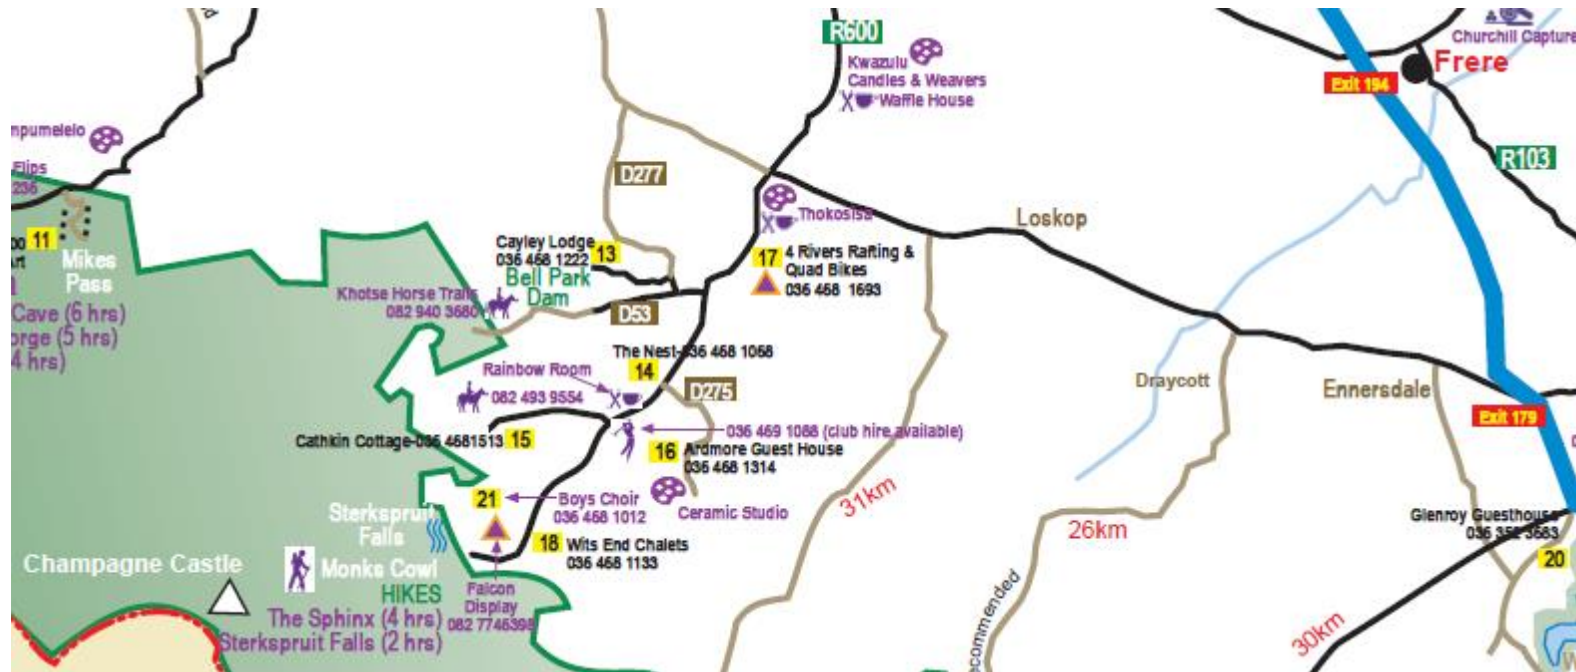 R600
Kwazulu
Candles & Weavers
Waffle House
Churchill Capture
Frere
Exit 194
R103
mpumelelo
Flips
236
11
Mikes
Pass
Cave (6 hrs)
orge (5 hrs)
4 hrs)
D277
Thokosisa
Loskop
Cayley Lodge
036 468 1222
13
Bell Park
Dam
17
4 Rivers Rafting &
Quad Bikes
036 468 1693
Khotse Horse Trails
082 940 3680
D53
The Nest-036 468 1068
14
Rainbow Room
082 493 9554
D275
Draycott
Ennersdale
Exit 179
Cathkin Cottage-036 4681513
15
036 469 1088 (club hire available)
16
Ardmore Guest House
036 468 1314
21
Boys Choir
036 468 1012
Ceramic Studio
31km
26km
Sterkspruit
Falls
18
Wits End Chalets
036 468 1133
Glenroy Guesthouse
036 352 3683
20
Champagne Castle
Monks Cowl
HIKES
The Sphinx (4 hrs)
Sterkspruit Falls (2 hrs)
Falcon
Display
082 7746398
ecommended
30km